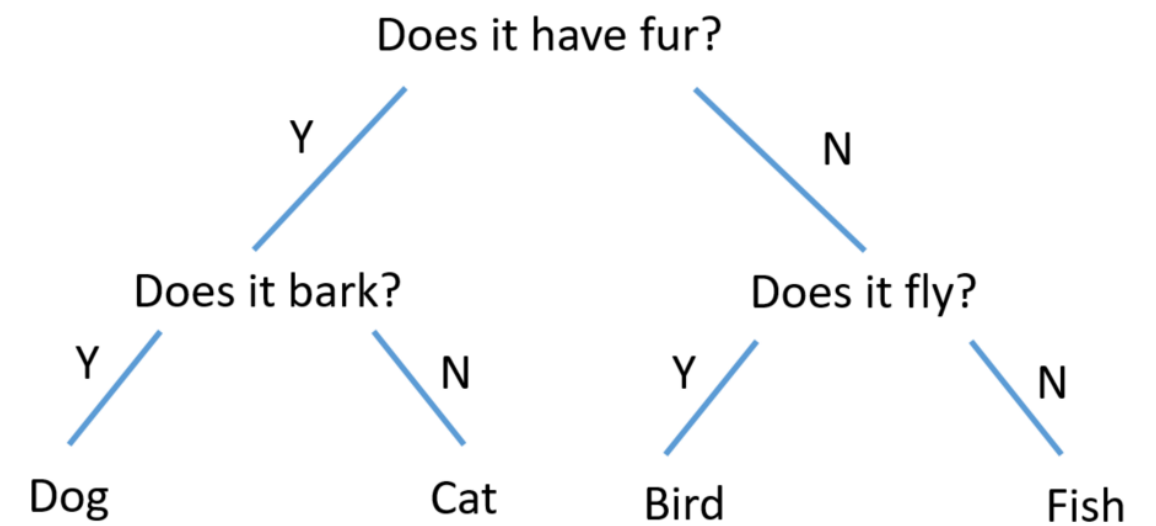 Does it have fur?
Y
N
Does it bark?
Does it fly?
Y
N
Y
N
Dog
Cat
Bird
Fish